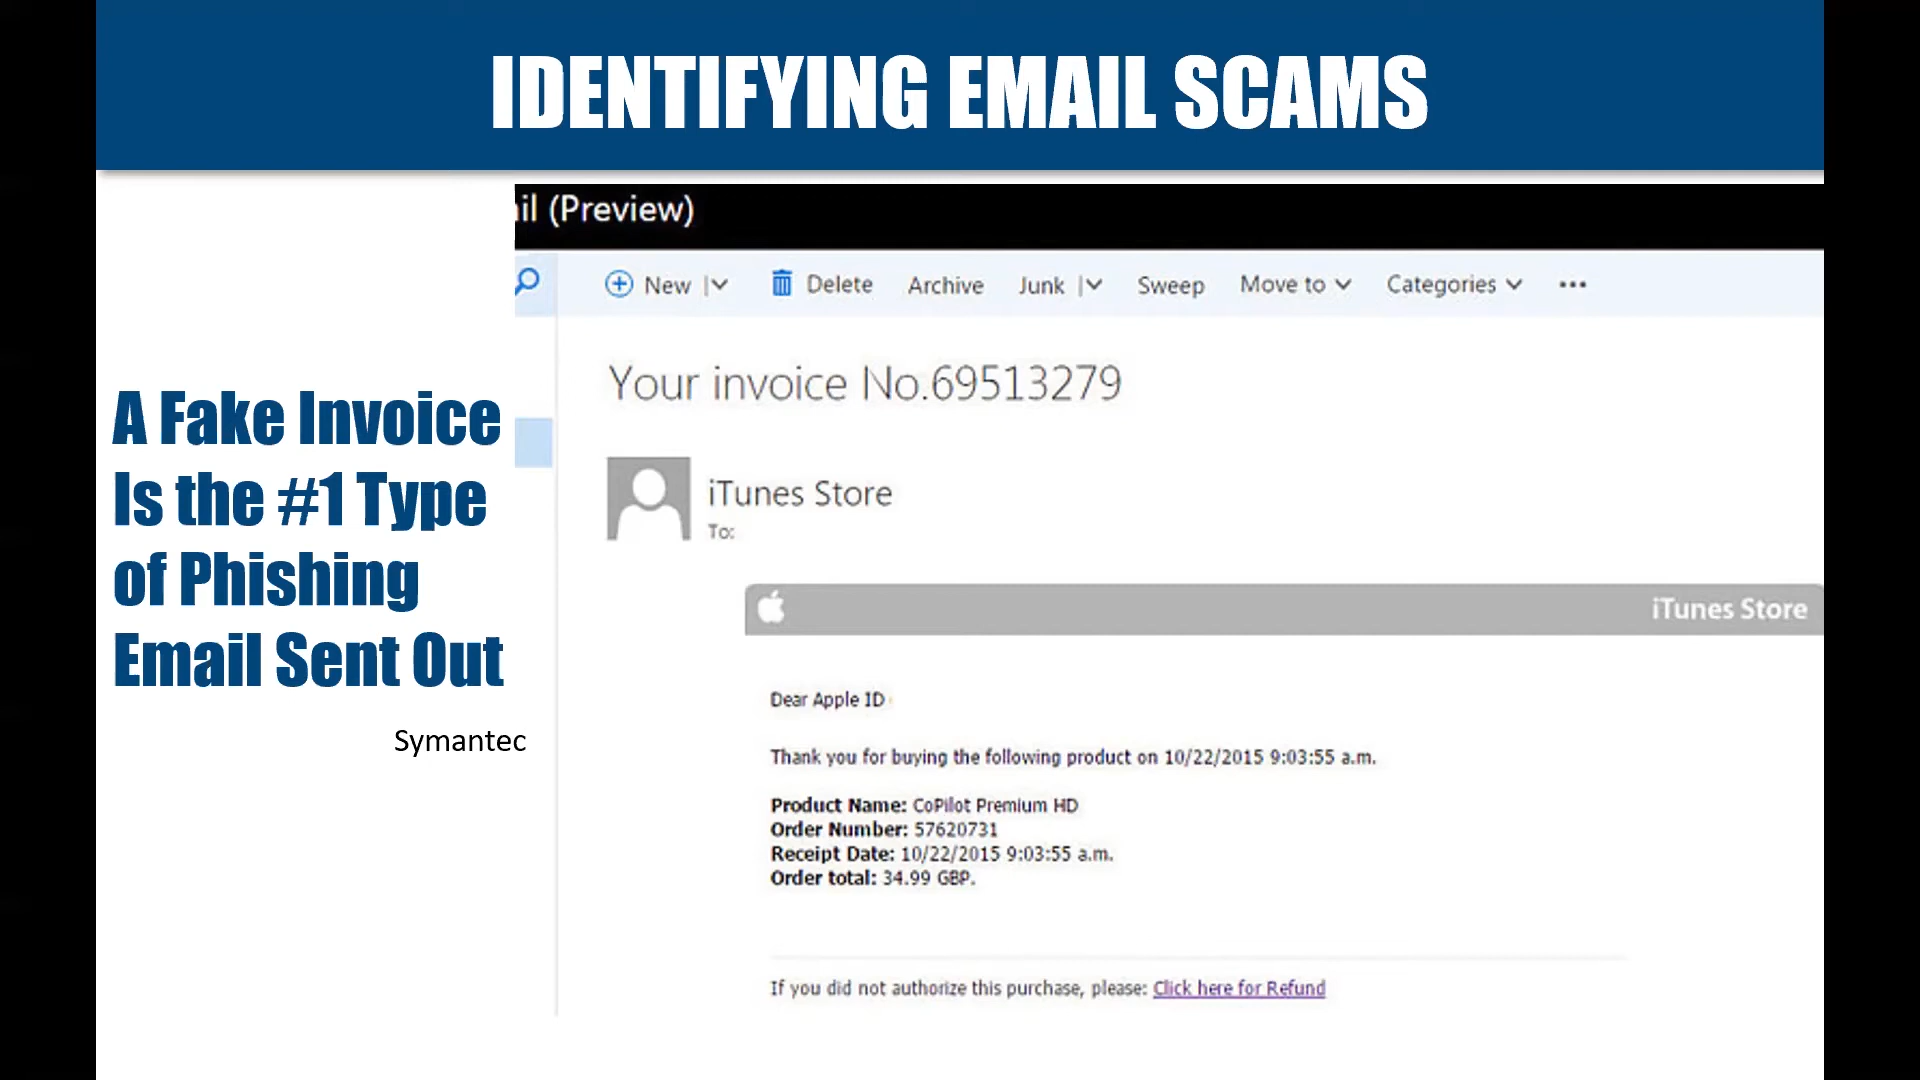 IDENTIFYING EMAIL SCAMS
A Fake Invoice
Is the #1 Type
of Phishing
Email Sent Out
Symantec
il (Preview)
New Delete Archive Junk Sweep Move to Categories ...
Your invoice No.69513279
iTunes Store
To:
iTunes Store
Dear Apple ID
Thank you for buying the following product on 10/22/2015 9:03:55 a.m.
Product Name: CoPilot Premium HD
Order Number: 57620731
Receipt Date: 10/22/2015 9:03:55 a.m.
Order total: 34.99 GBP.
If you did not authorize this purchase, please: Click here for Refund